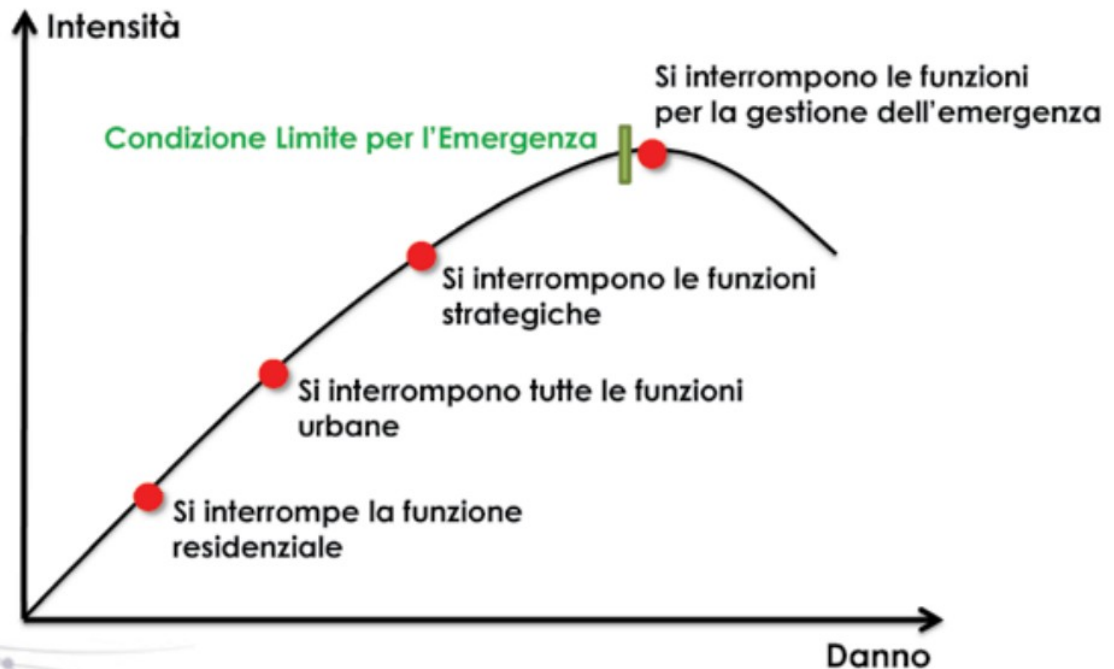 Intensità
Si interrompono le funzioni
per la gestione dell'emergenza
Condizione Limite per l'Emergenza
Si interrompono le funzioni
strategiche
Si interrompono tutte le funzioni
urbane
Si interrompe la funzione
residenziale
Danno